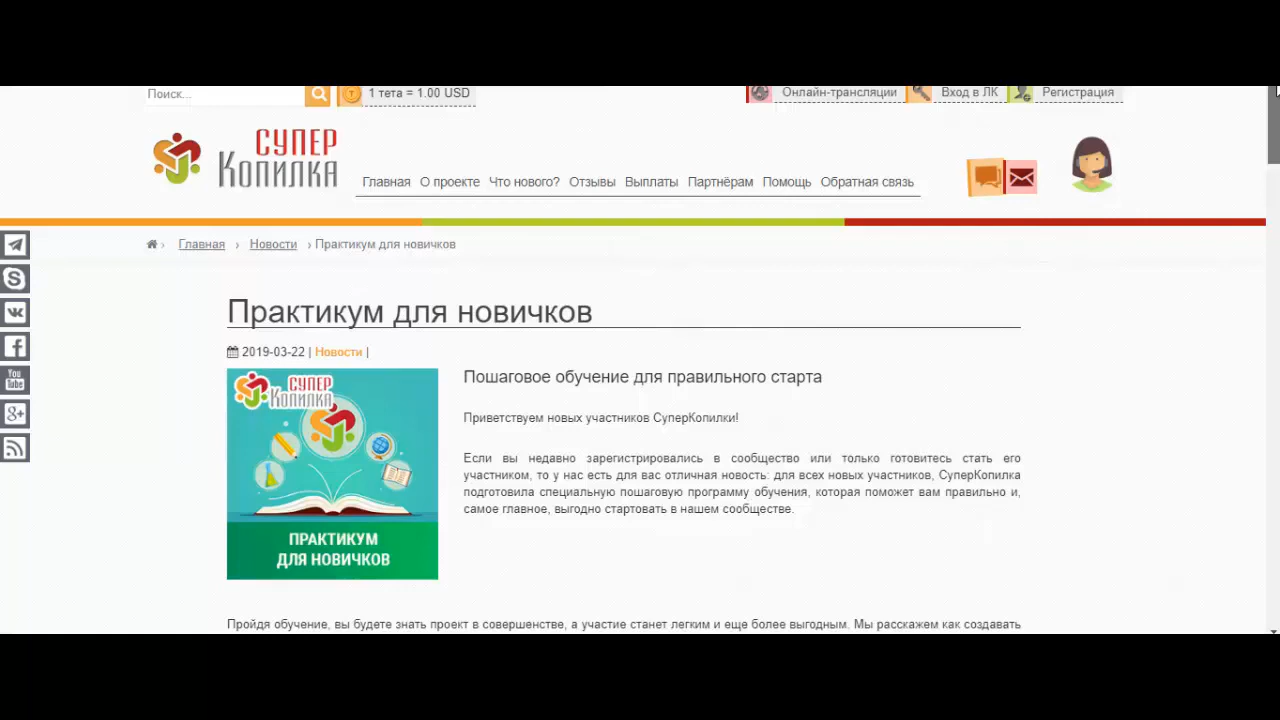 Поиск...
1 тета = 1.00 USD
Онлайн-трансляции
Вход в ЛК
Регистрация
СУПЕР
КОПИЛКА
Главная О проекте Что нового? Отзывы Выплаты Партнёрам Помощь Обратная связь
› Главная › Новости › Практикум для новичков
Практикум для новичков
2019-03-22 | Новости |
СУПЕР
КОПИЛКА
ПРАКТИКУМ
ДЛЯ НОВИЧКОВ
Пошаговое обучение для правильного старта
Приветствуем новых участников СуперКопилки!
Если вы недавно зарегистрировались в сообщество или только готовитесь стать его
участником, то у нас есть для вас отличная новость: для всех новых участников, СуперКопилка
подготовила специальную пошаговую программу обучения, которая поможет вам правильно и,
самое главное, выгодно стартовать в нашем сообществе.
Пройдя обучение, вы будете знать проект в совершенстве, а участие станет легким и еще более выгодным. Мы расскажем как создавать
You
Tube
g+